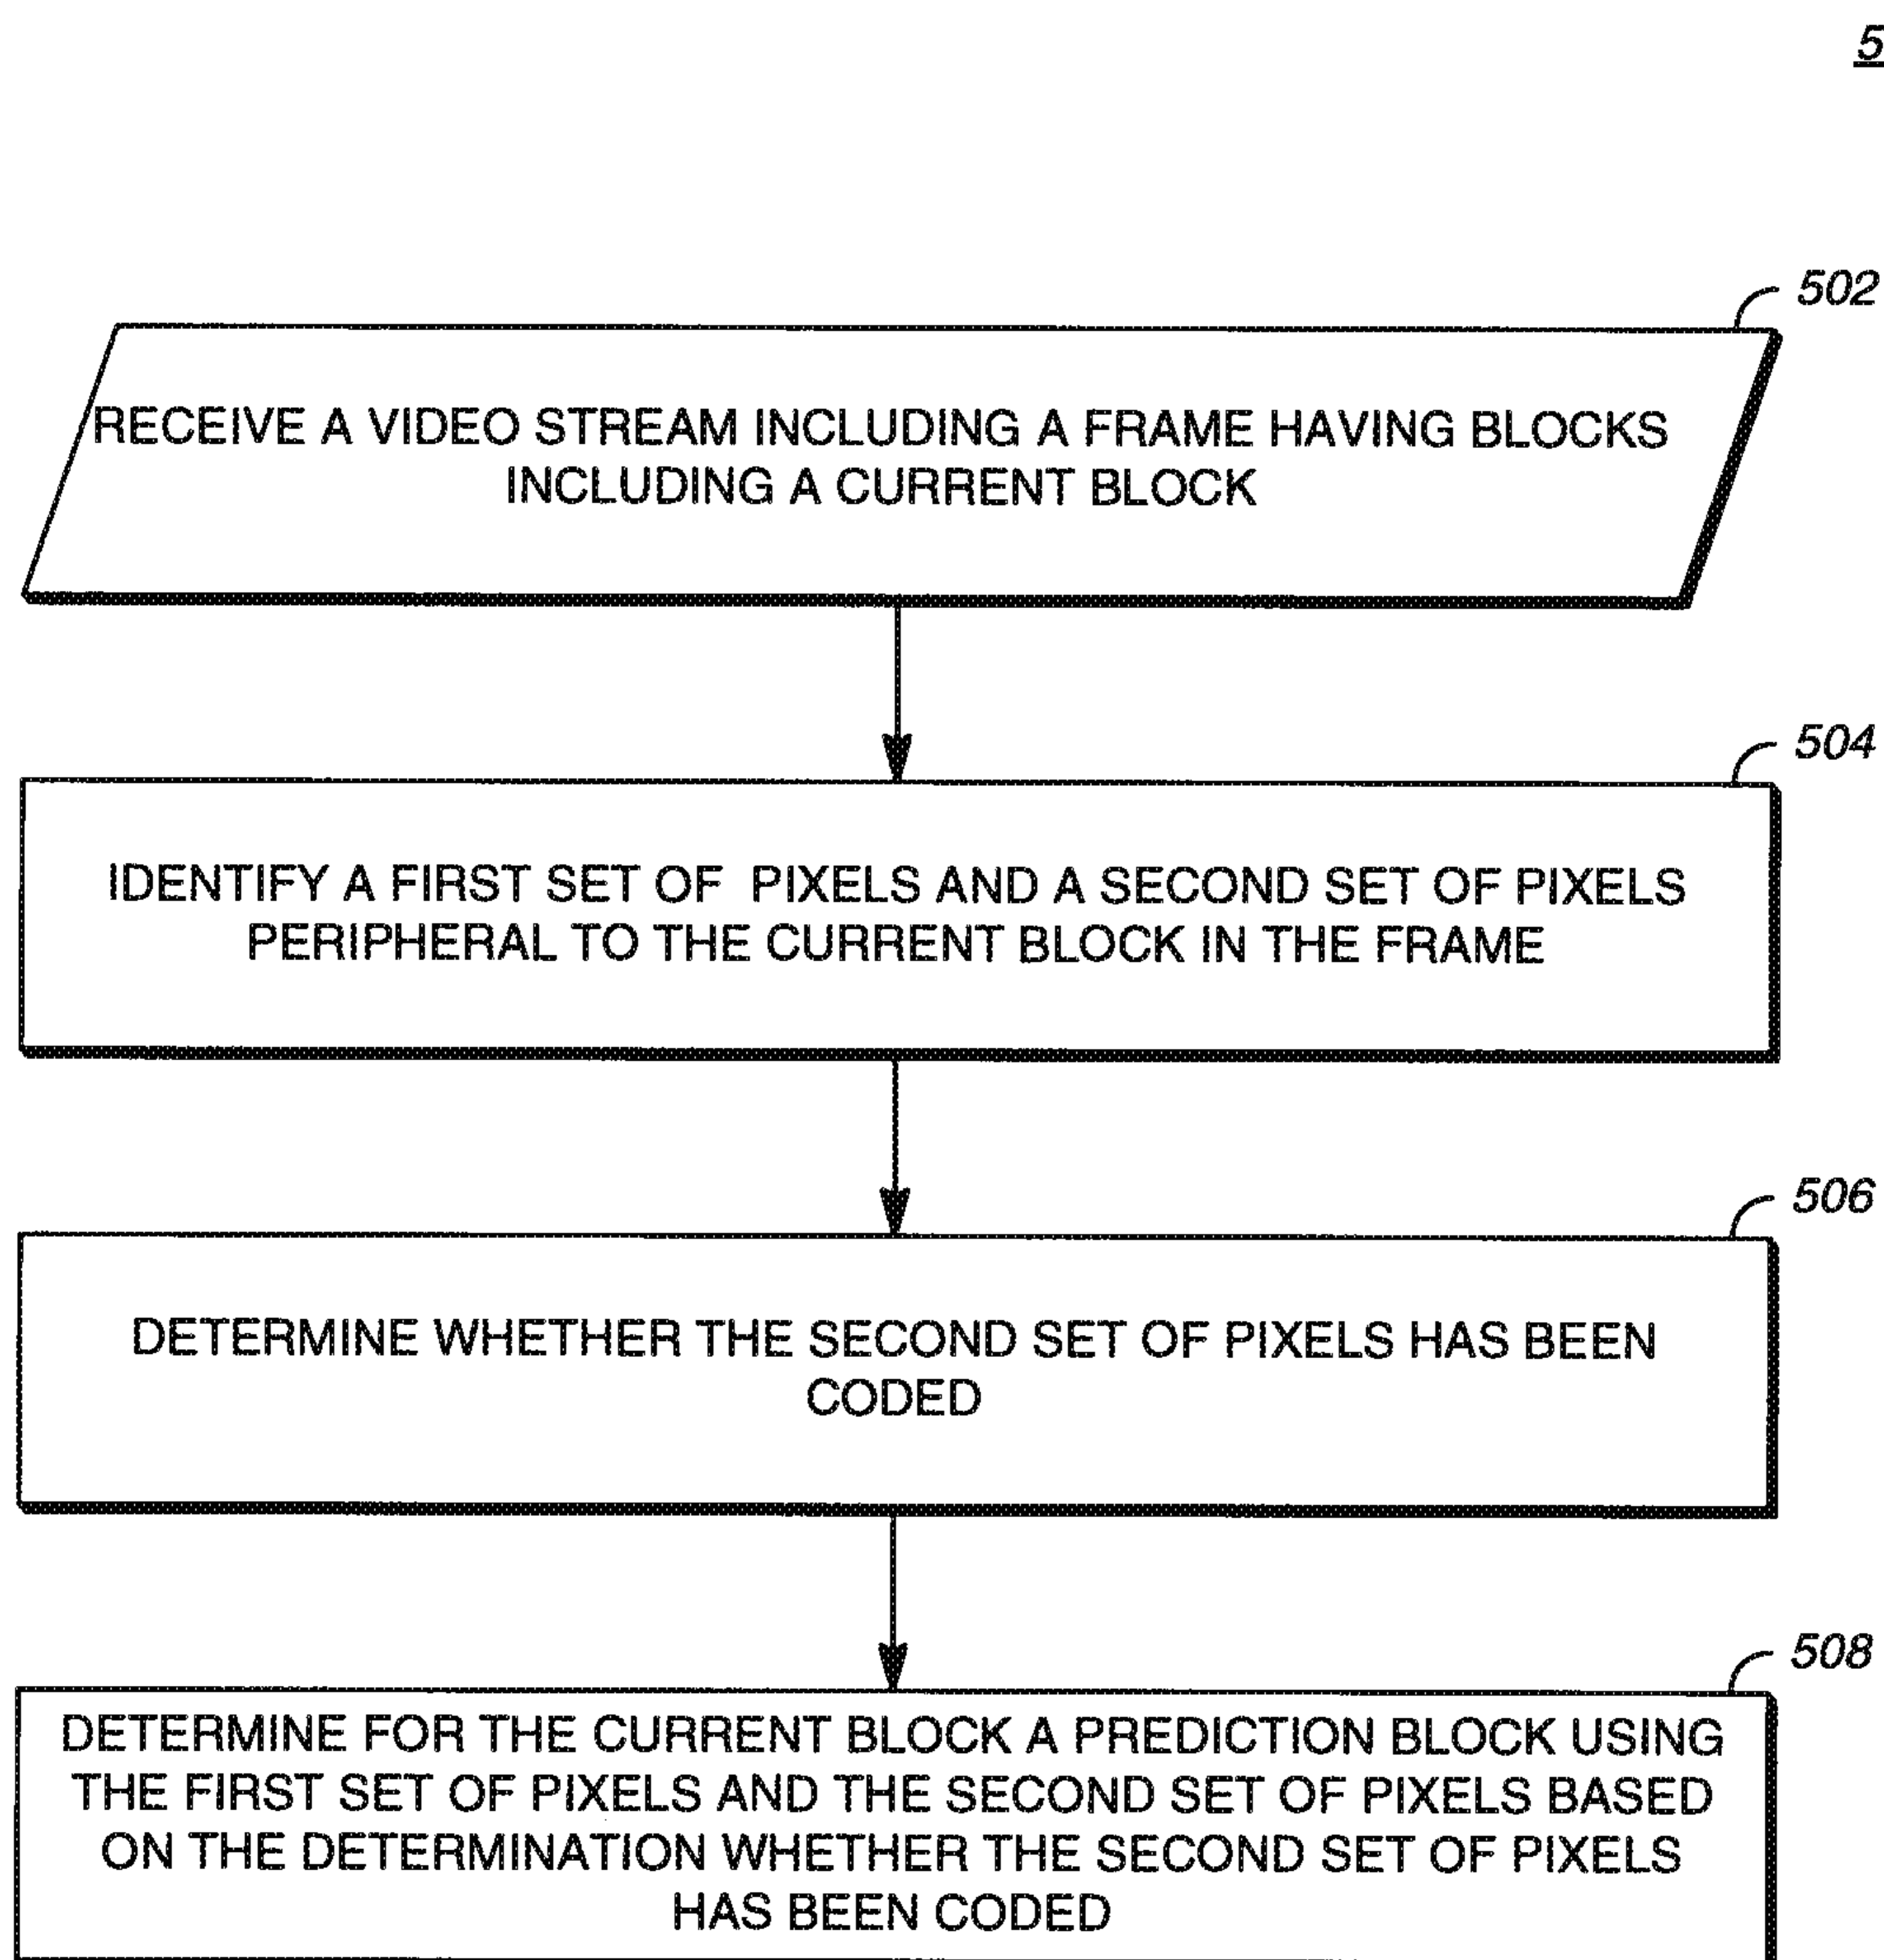 5
502
RECEIVE A VIDEO STREAM INCLUDING A FRAME HAVING BLOCKS
INCLUDING A CURRENT BLOCK
504
IDENTIFY A FIRST SET OF PIXELS AND A SECOND SET OF PIXELS
PERIPHERAL TO THE CURRENT BLOCK IN THE FRAME
506
DETERMINE WHETHER THE SECOND SET OF PIXELS HAS BEEN
CODED
508
DETERMINE FOR THE CURRENT BLOCK A PREDICTION BLOCK USING
THE FIRST SET OF PIXELS AND THE SECOND SET OF PIXELS BASED
ON THE DETERMINATION WHETHER THE SECOND SET OF PIXELS
HAS BEEN CODED